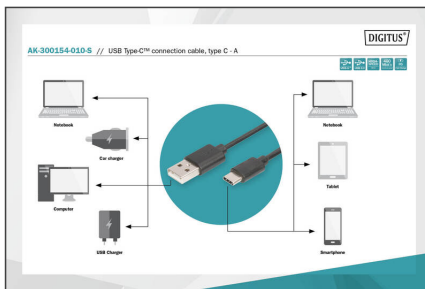 DIGITUS®
AK-300154-010-S // USB Type-C™ connection cable, type C - A
Notebook
Car charger
Computer
USB Charger
Notebook
Tablet
Smartphone